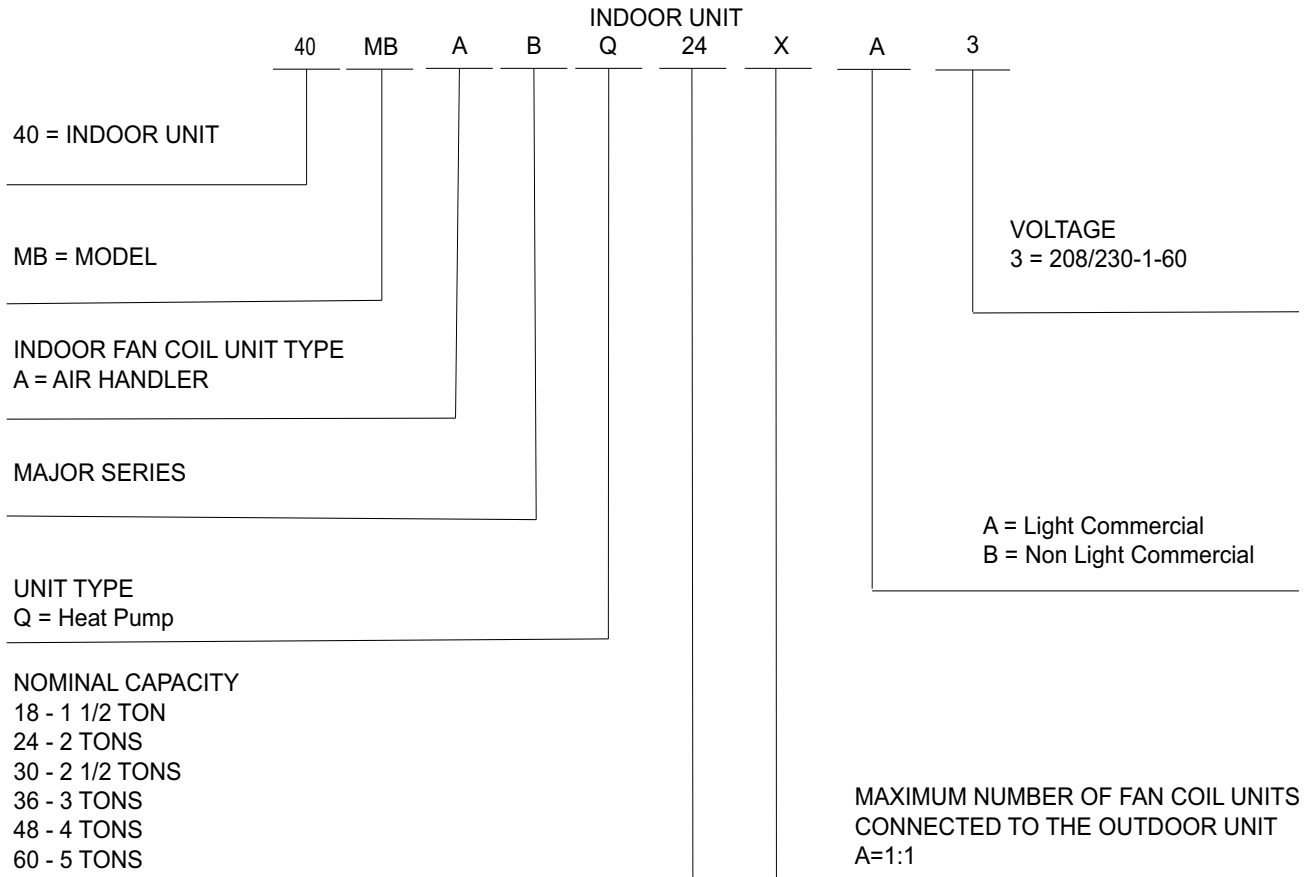 INDOOR UNIT
40 MB A B Q 24 X A 3
40 = INDOOR UNIT
MB = MODEL
INDOOR FAN COIL UNIT TYPE
A = AIR HANDLER
MAJOR SERIES
UNIT TYPE
Q = Heat Pump
NOMINAL CAPACITY
18 - 1 1/2 TON
24 - 2 TONS
30 - 2 1/2 TONS
36 - 3 TONS
48 - 4 TONS
60 - 5 TONS
VOLTAGE
3 = 208/230-1-60
A = Light Commercial
B = Non Light Commercial
MAXIMUM NUMBER OF FAN COIL UNITS
CONNECTED TO THE OUTDOOR UNIT
A=1:1